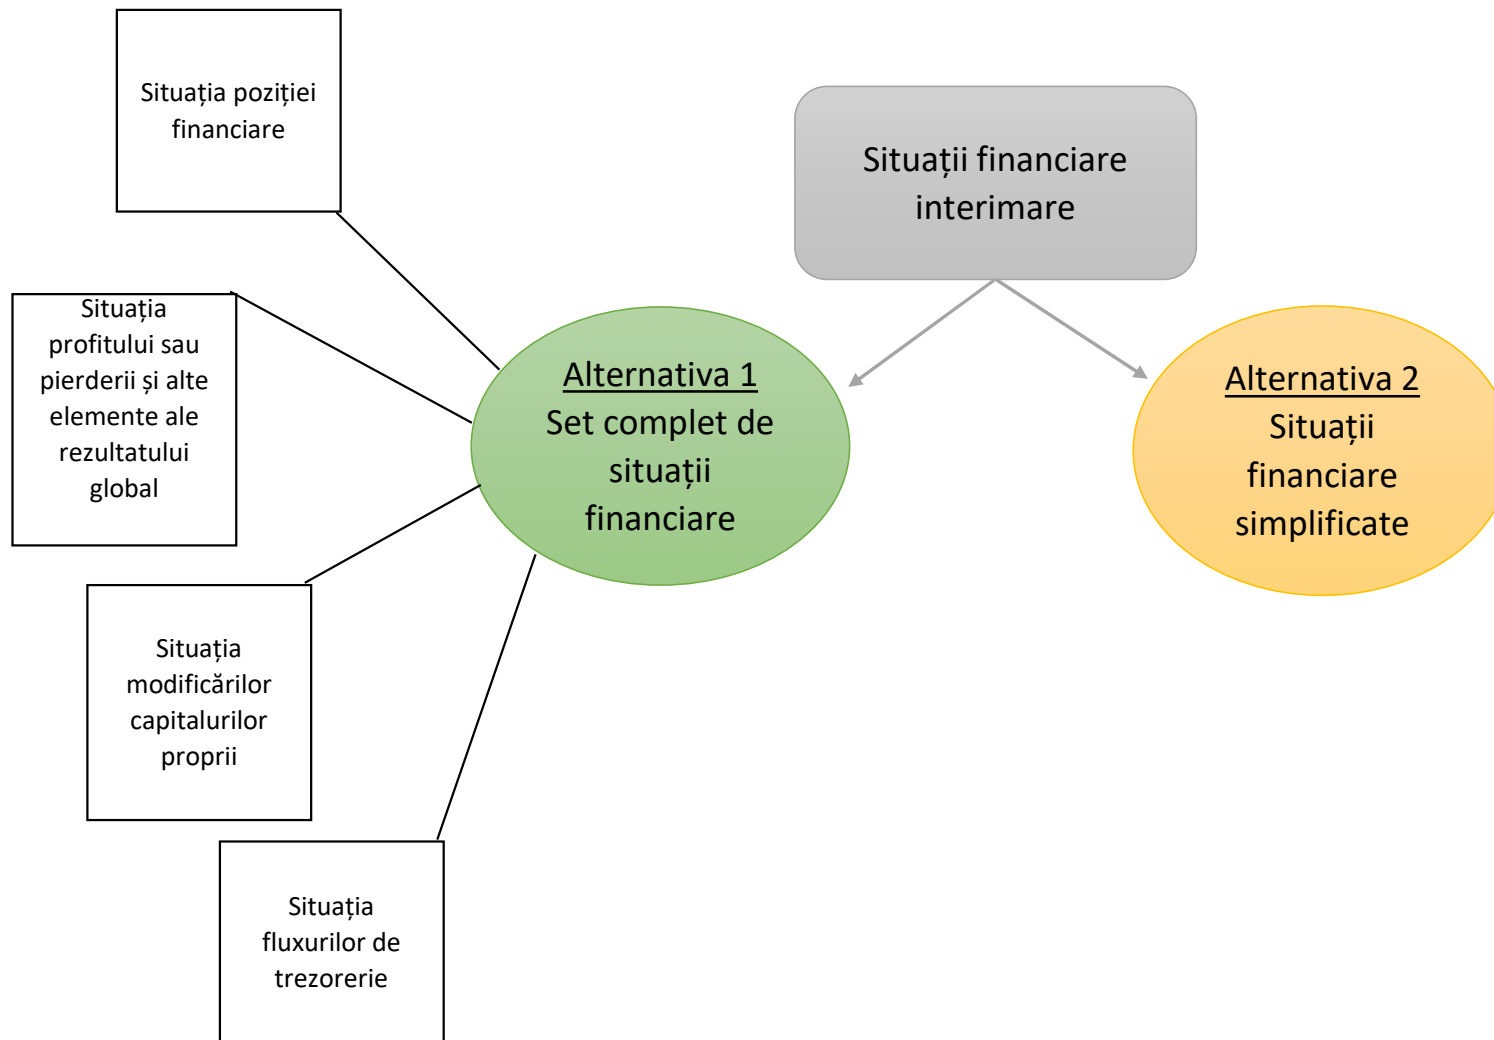 Situația poziției
financiare
Situații financiare
interimare
Situația
profitului sau
pierderii și alte
elemente ale
rezultatului
global
Alternativa 1
Set complet de
situații
financiare
Alternativa 2
Situații
financiare
simplificate
Situația
modificărilor
capitalurilor
proprii
Situația
fluxurilor de
trezorerie